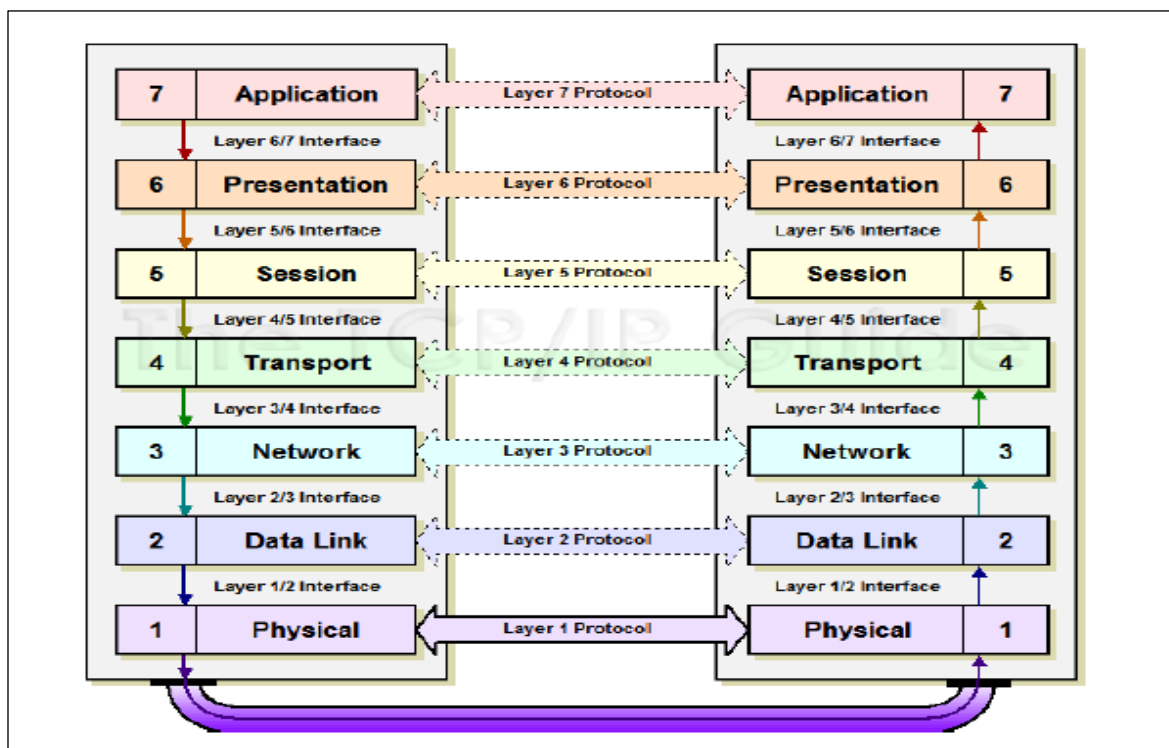 7 Application Layer 7 Protocol Application 7
Layer 6/7 Interface Layer 6/7 Interface
6 Presentation Layer 6 Protocol Presentation 6
Layer 5/6 Interface Layer 5/6 Interface
5 Session Layer 5 Protocol Session 5
Layer 4/5 Interface Layer 4/5 Interface
The TCP/IP Guide
4 Transport Layer 4 Protocol Transport 4
Layer 3/4 Interface Layer 3/4 Interface
3 Network Layer 3 Protocol Network 3
Layer 2/3 Interface Layer 2/3 Interface
2 Data Link Layer 2 Protocol Data Link 2
Layer 1/2 Interface Layer 1/2 Interface
1 Physical Layer 1 Protocol Physical 1